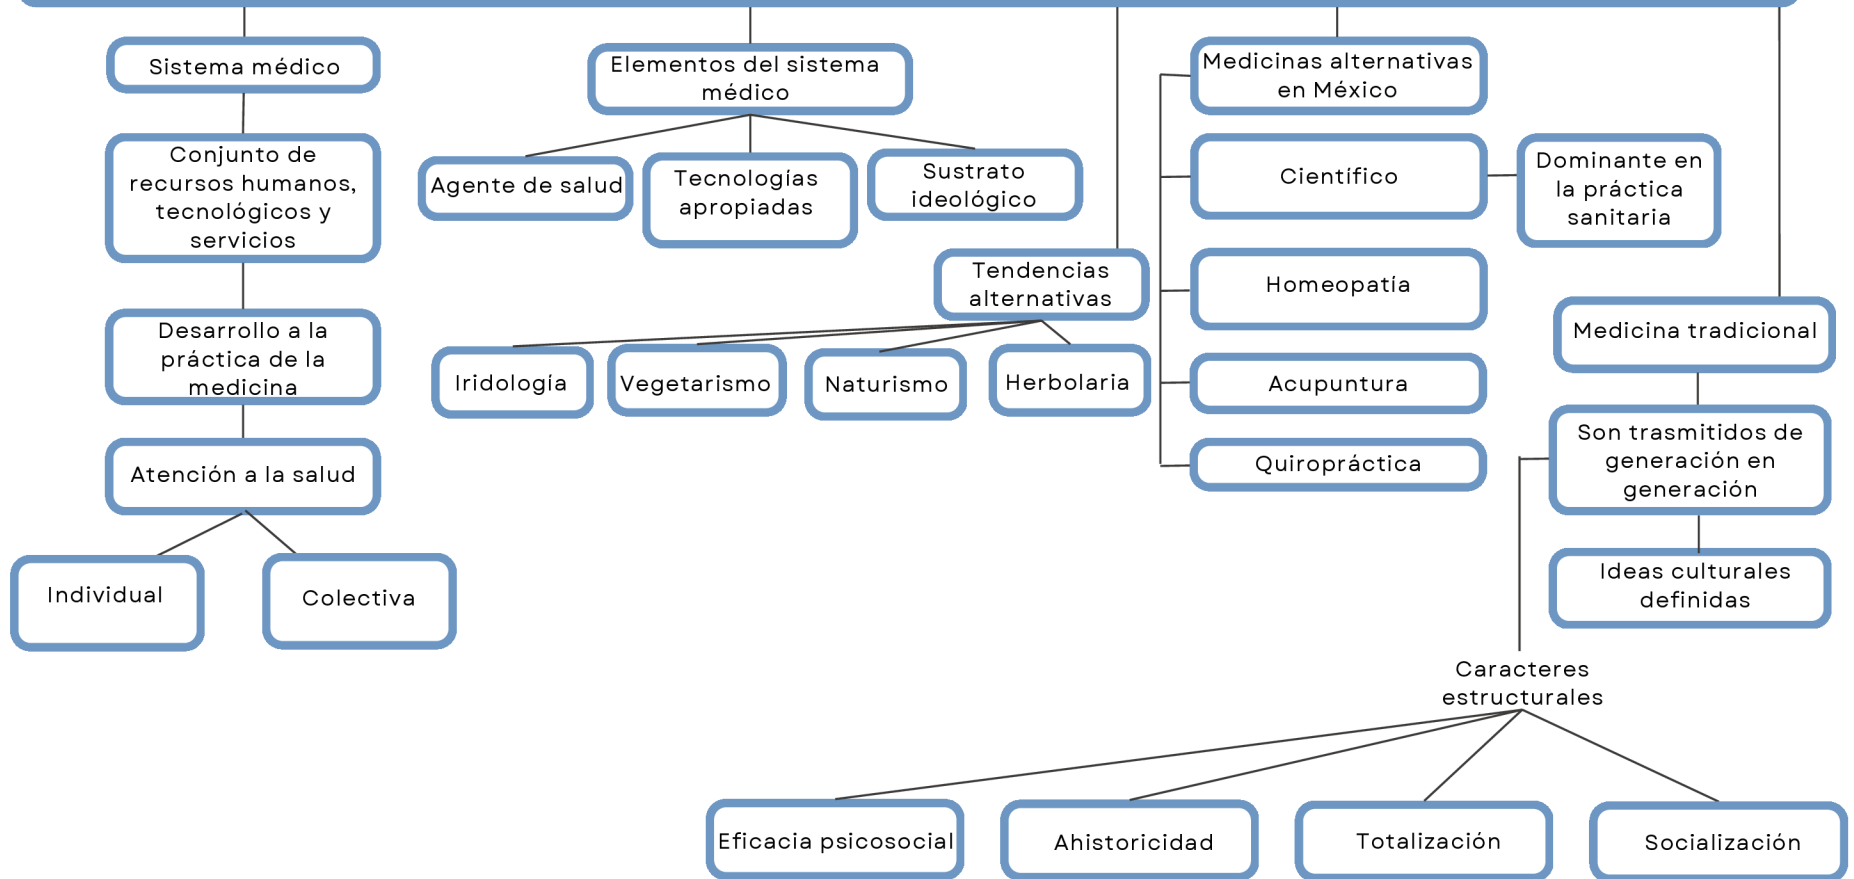 Sistema médico
Conjunto de
recursos humanos,
tecnológicos y
servicios
Desarrollo a la
práctica de la
medicina
Atención a la salud
Individual
Colectiva
Elementos del sistema
médico
Agente de salud
Tecnologías
apropiadas
Sustrato
ideológico
Tendencias
alternativas
Iridología
Vegetarismo
Naturismo
Herbolaria
Medicinas alternativas
en México
Científico
Dominante en
la práctica
sanitaria
Homeopatía
Acupuntura
Quiropráctica
Medicina tradicional
Son trasmitidos de
generación en
generación
Ideas culturales
definidas
Caracteres
estructurales
Eficacia psicosocial
Ahistoricidad
Totalización
Socialización